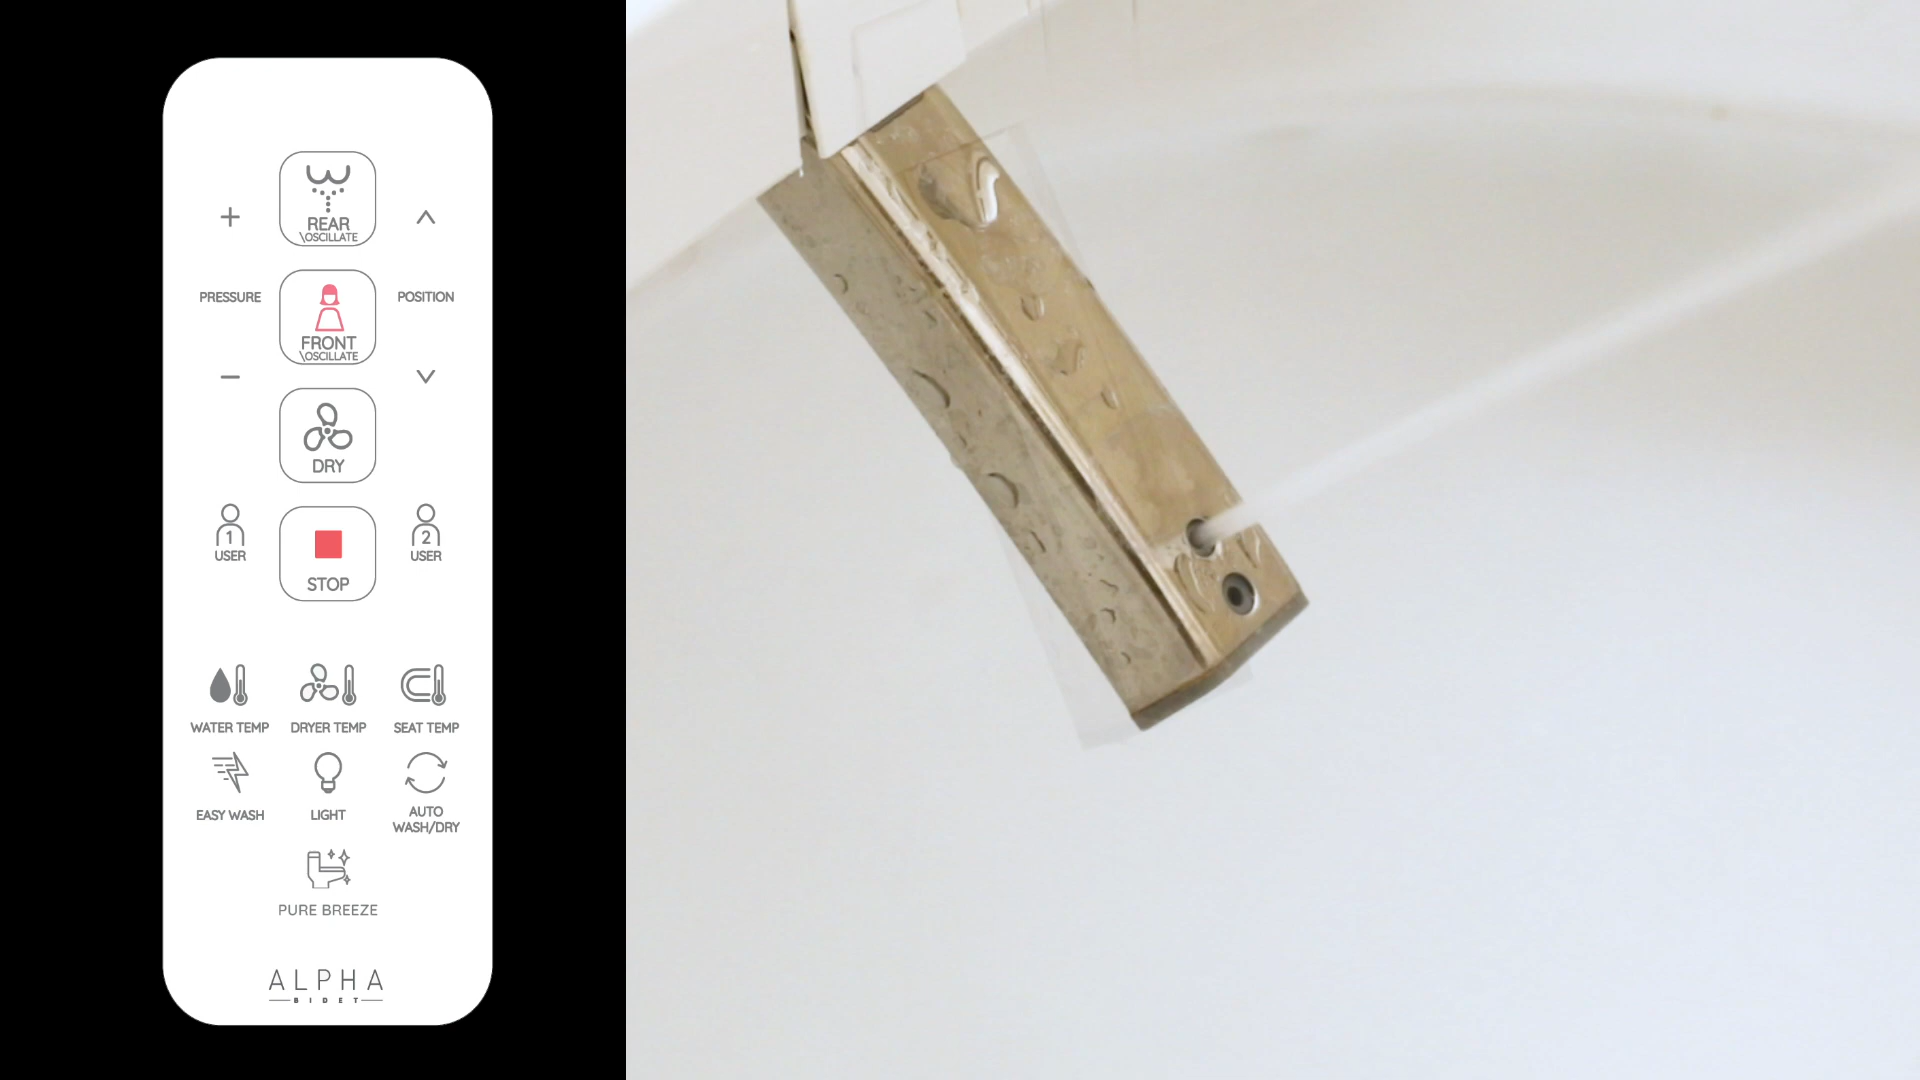 REAR
\OSCILLATE
+
PRESSURE
POSITION
FRONT
\OSCILLATE
−
DRY
1
USER
2
USER
STOP
WATER TEMP
DRYER TEMP
SEAT TEMP
EASY WASH
LIGHT
AUTO
WASH/DRY
PURE BREEZE
ALPHA
BIDET